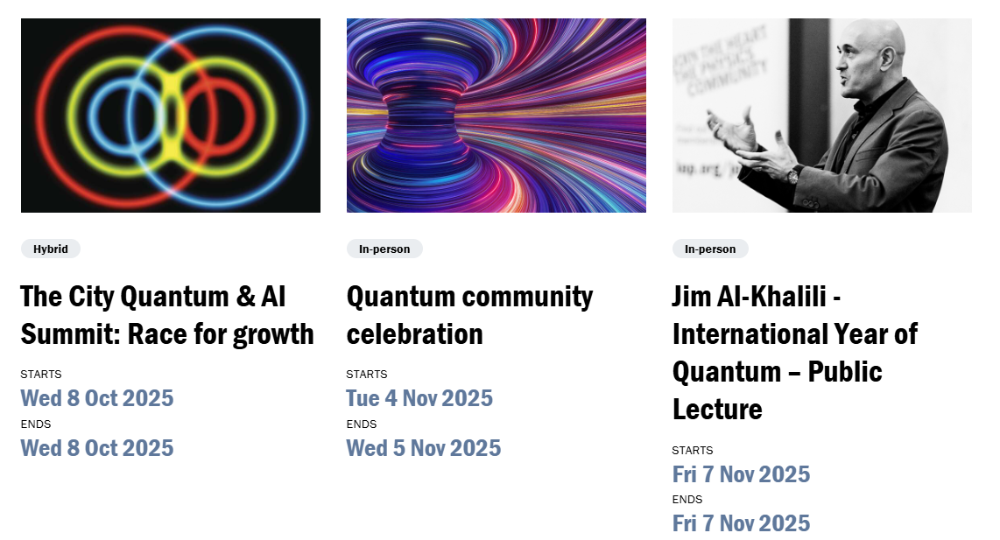 JOIN THE HEART
THE PHYSICS
COMMUNITY
iop.org/jo
Hybrid
The City Quantum & AI
Summit: Race for growth
STARTS
Wed 8 Oct 2025
ENDS
Wed 8 Oct 2025
In-person
Quantum community
celebration
STARTS
Tue 4 Nov 2025
ENDS
Wed 5 Nov 2025
In-person
Jim Al-Khalili -
International Year of
Quantum – Public
Lecture
STARTS
Fri 7 Nov 2025
ENDS
Fri 7 Nov 2025